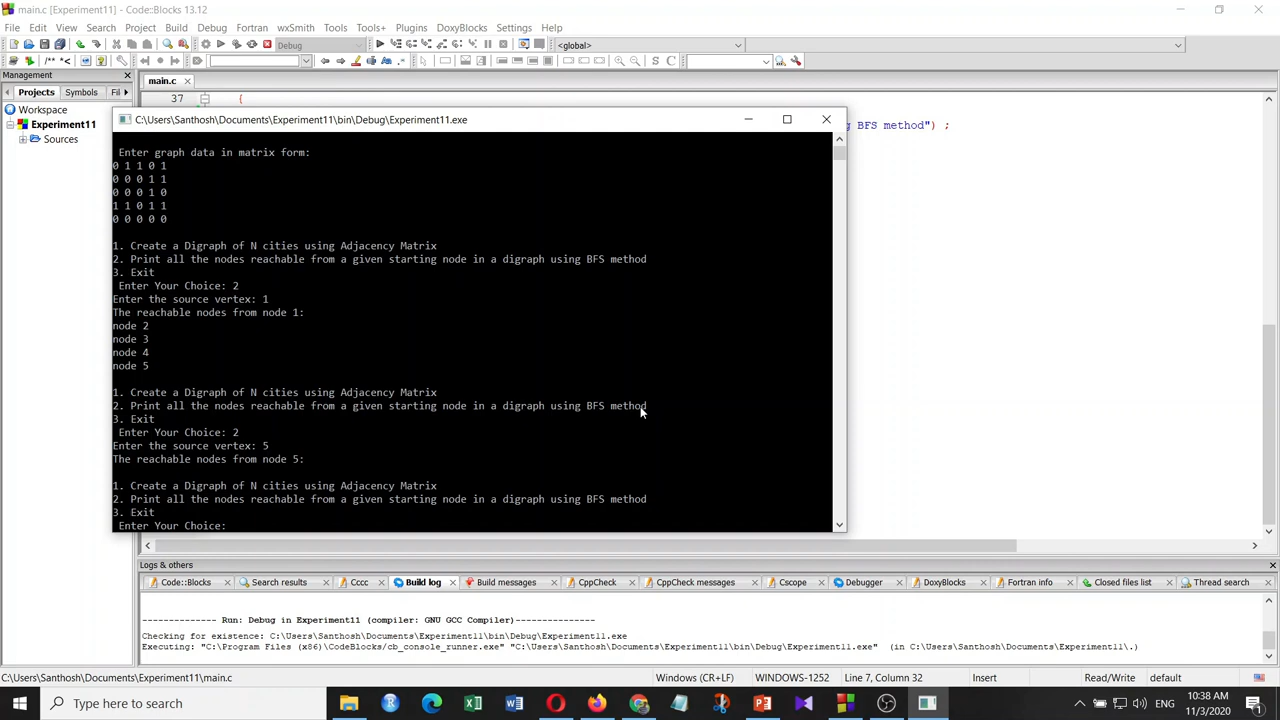 main.c [Experiment11] - Code::Blocks 13.12
File Edit View Search Project Build Debug Fortran wxSmith Tools Tools+ Plugins DoxyBlocks Settings Help
Debug
<global>
/** *<
S C
Management
main.c
Projects Symbols Fil
37 {
Workspace
Experiment11
Sources
C:\Users\Santhosh\Documents\Experiment11\bin\Debug\Experiment11.exe
g BFS method") ;
Enter graph data in matrix form:
0 1 1 0 1
0 0 0 1 1
0 0 0 1 0
1 1 0 1 1
0 0 0 0 0
1. Create a Digraph of N cities using Adjacency Matrix
2. Print all the nodes reachable from a given starting node in a digraph using BFS method
3. Exit
Enter Your Choice: 2
Enter the source vertex: 1
The reachable nodes from node 1:
node 2
node 3
node 4
node 5
1. Create a Digraph of N cities using Adjacency Matrix
2. Print all the nodes reachable from a given starting node in a digraph using BFS method
3. Exit
Enter Your Choice: 2
Enter the source vertex: 5
The reachable nodes from node 5:
1. Create a Digraph of N cities using Adjacency Matrix
2. Print all the nodes reachable from a given starting node in a digraph using BFS method
3. Exit
Enter Your Choice:
Logs & others
Code::Blocks Search results Cccc Build log Build messages CppCheck CppCheck messages Cscope Debugger DoxyBlocks Fortran info Closed files list Thread search
-------------- Run: Debug in Experiment11 (compiler: GNU GCC Compiler)---------------
Checking for existence: C:\Users\Santhosh\Documents\Experiment11\bin\Debug\Experiment11.exe
Executing: "C:\Program Files (x86)\CodeBlocks/cb_console_runner.exe" "C:\Users\Santhosh\Documents\Experiment11\bin\Debug\Experiment11.exe"  (in C:\Users\Santhosh\Documents\Experiment11\.)
C:\Users\Santhosh\Documents\Experiment11\main.c Windows (CR+LF) WINDOWS-1252 Line 7, Column 32 Insert Read/Write default
Type here to search
ENG
10:38 AM
11/3/2020